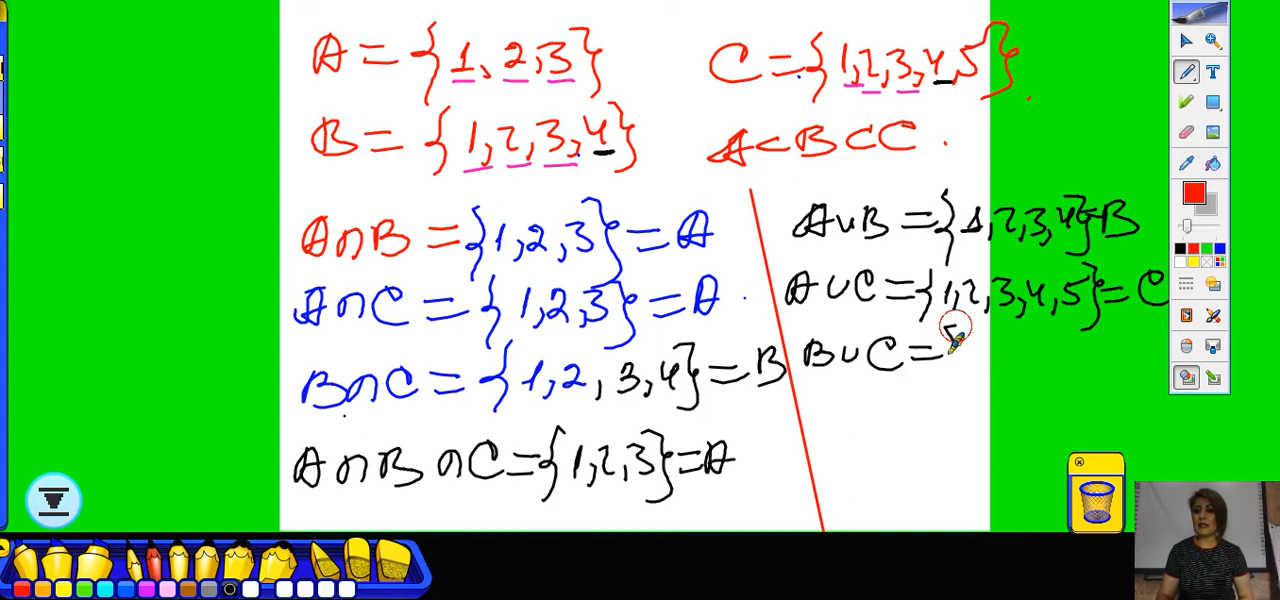 A = {1, 2, 3}
B = {1, 2, 3, 4}
C = {1, 2, 3, 4, 5}.
A ⊂ B ⊂ C.
A ∩ B = {1, 2, 3} = A
A ∩ C = {1, 2, 3} = A.
B ∩ C = {1, 2, 3, 4} = B
A ∩ B ∩ C = {1, 2, 3} = A
A ∪ B = {1, 2, 3, 4} = B
A ∪ C = {1, 2, 3, 4, 5} = C
B ∪ C =
T